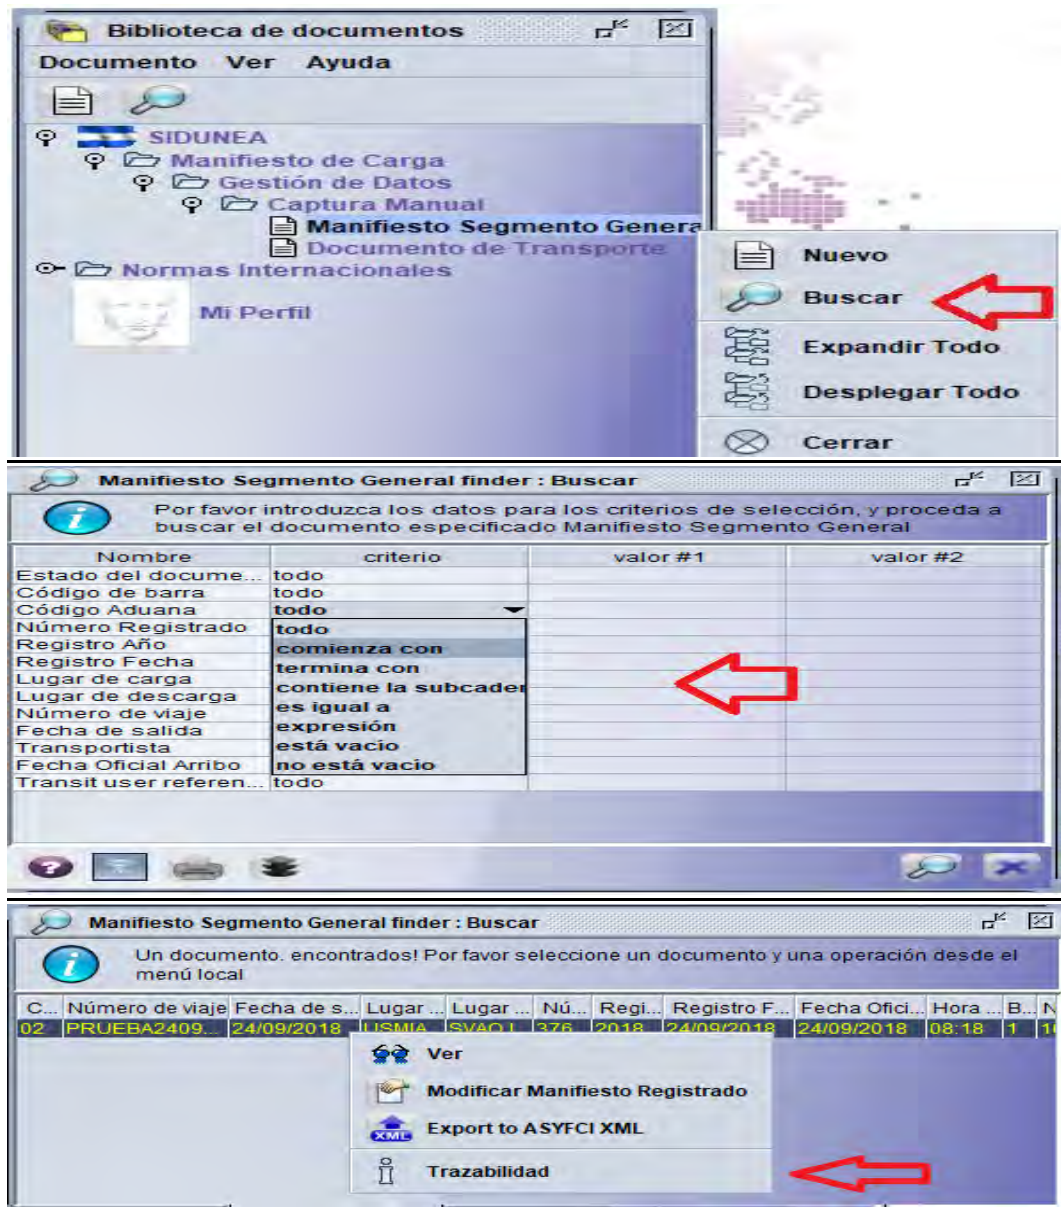 Biblioteca de documentos
Documento Ver Ayuda
SIDUNEA
Manifiesto de Carga
Gestión de Datos
Captura Manual
Manifiesto Segmento Genera
Documento de Transporte
Normas Internacionales
Mi Perfil
Nuevo
Buscar
Expandir Todo
Desplegar Todo
Cerrar
Manifiesto Segmento General finder : Buscar
Por favor introduzca los datos para los criterios de selección, y proceda a
buscar el documento especificado Manifiesto Segmento General
Nombre criterio valor #1 valor #2
Estado del docume... todo
Código de barra todo
Código Aduana todo
Número Registrado todo
Registro Año comienza con
Registro Fecha termina con
Lugar de carga contiene la subcader
Lugar de descarga es igual a
Número de viaje
Fecha de salida expresión
Transportista está vacío
Fecha Oficial Arribo no está vacío
Transit user referen... todo
Manifiesto Segmento General finder : Buscar
Un documento. encontrados! Por favor seleccione un documento y una operación desde el
menú local
C... Número de viaje Fecha de s... Lugar ... Lugar ... Nú... Regi... Registro F... Fecha Ofici... Hora ... B... N
02 PRUEBA2409... 24/09/2018 USMIA SVAQJ 376 2018 24/09/2018 24/09/2018 08:18 1 10
Ver
Modificar Manifiesto Registrado
XML Export to ASYFCI XML
Trazabilidad